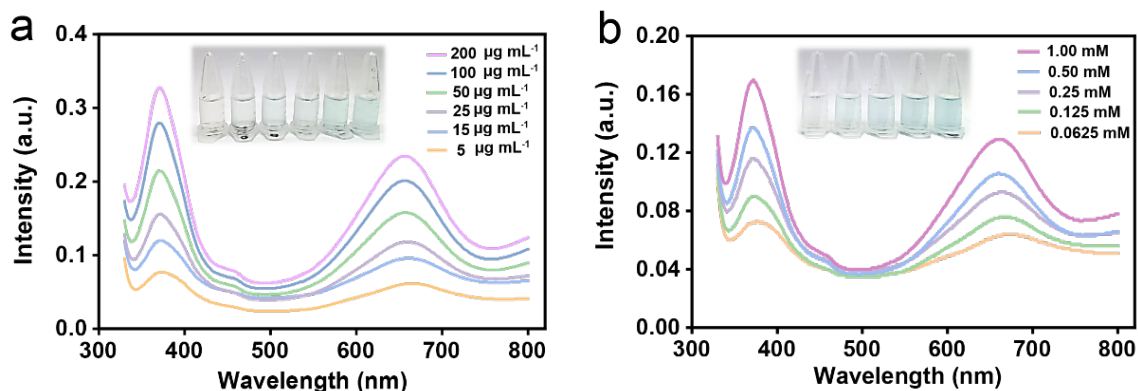 a
0.4
0.3
0.2
0.1
0.0
Intensity (a.u.)
200 μg mL-1
100 μg mL-1
50 μg mL-1
25 μg mL-1
15 μg mL-1
5 μg mL-1
300 400 500 600 700 800
Wavelength (nm)
b
0.20
0.16
0.12
0.08
0.04
0.00
Intensity (a.u.)
1.00 mM
0.50 mM
0.25 mM
0.125 mM
0.0625 mM
300 400 500 600 700 800
Wavelength (nm)